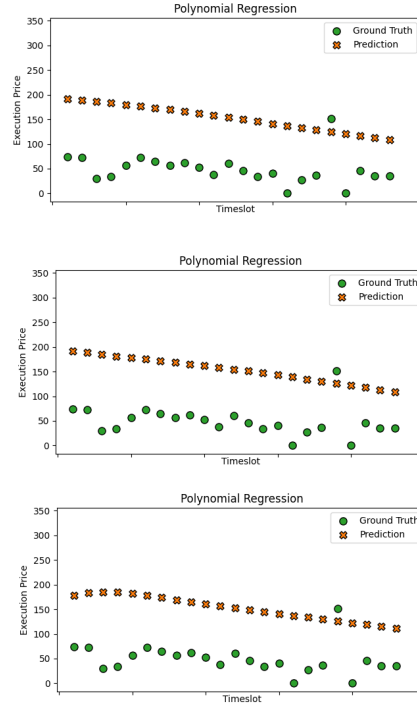 Polynomial Regression
350
300
250
200
150
100
50
0
Execution Price
Ground Truth
Prediction
Timeslot
Polynomial Regression
350
300
250
200
150
100
50
0
Execution Price
Ground Truth
Prediction
Timeslot
Polynomial Regression
350
300
250
200
150
100
50
0
Execution Price
Ground Truth
Prediction
Timeslot